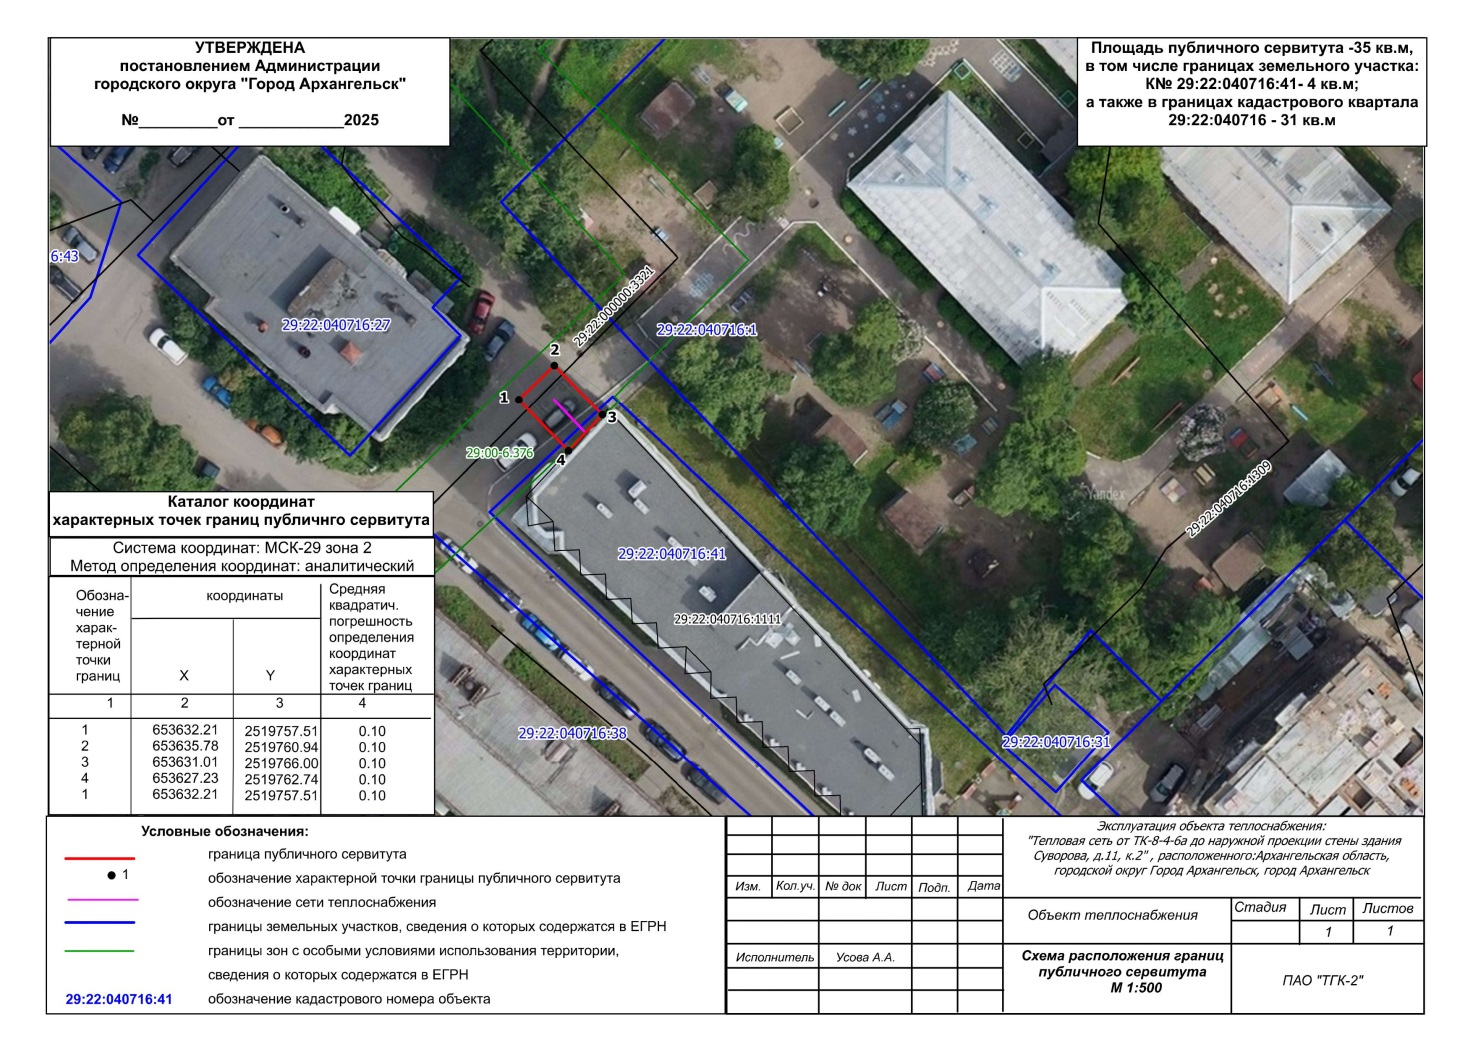 УТВЕРЖДЕНА
постановлением Администрации
городского округа "Город Архангельск"
№_________от ____________2025
Площадь публичного сервитута -35 кв.м,
в том числе границах земельного участка:
К№ 29:22:040716:41- 4 кв.м;
а также в границах кадастрового квартала
29:22:040716 - 31 кв.м
6:43
29:22:040716:27
29:22:000000:3321
29:22:040716:1
2
1
3
4
29:00-6.376
Yandex
29:22:040716:1309
29:22:040716:41
29:22:040716:1111
29:22:040716:38
29:22:040716:31
Каталог координат
характерных точек границ публичнго сервитута
Система координат: МСК-29 зона 2
Метод определения координат: аналитический
Обозна-
чение
харак-
терной
точки
границ
координаты
X
Y
Средняя
квадратич.
погрешность
определения
координат
характерных
точек границ
1 2 3 4
1 653632.21 2519757.51 0.10
2 653635.78 2519760.94 0.10
3 653631.01 2519766.00 0.10
4 653627.23 2519762.74 0.10
1 653632.21 2519757.51 0.10
Условные обозначения:
граница публичного сервитута
1 обозначение характерной точки границы публичного сервитута
обозначение сети теплоснабжения
границы земельных участков, сведения о которых содержатся в ЕГРН
границы зон с особыми условиями использования территории,
сведения о которых содержатся в ЕГРН
29:22:040716:41 обозначение кадастрового номера объекта
Изм. Кол.уч. № док Лист Подп. Дата
Исполнитель Усова А.А.
Эксплуатация объекта теплоснабжения:
"Тепловая сеть от ТК-8-4-6а до наружной проекции стены здания
Суворова, д.11, к.2" , расположенного:Архангельская область,
городской округ Город Архангельск, город Архангельск
Объект теплоснабжения
Стадия Лист Листов
1 1
Схема расположения границ
публичного сервитута
М 1:500
ПАО "ТГК-2"